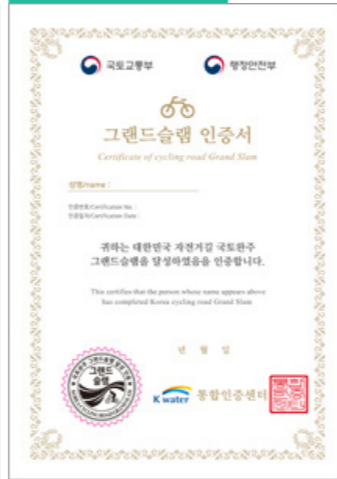 국토교통부 행정안전부
그랜드슬램 인증서
Certificate of cycling road Grand Slam
성명/name :
인증번호/Certification No. :
인증일자/Certification Date :
귀하는 대한민국 자전거길 국토완주
그랜드슬램을 달성하였음을 인증합니다.
This certifies that the person whose name appears above
has completed Korea cycling road Grand Slam
년 월 일
그랜드
슬램
K water 통합인증센터